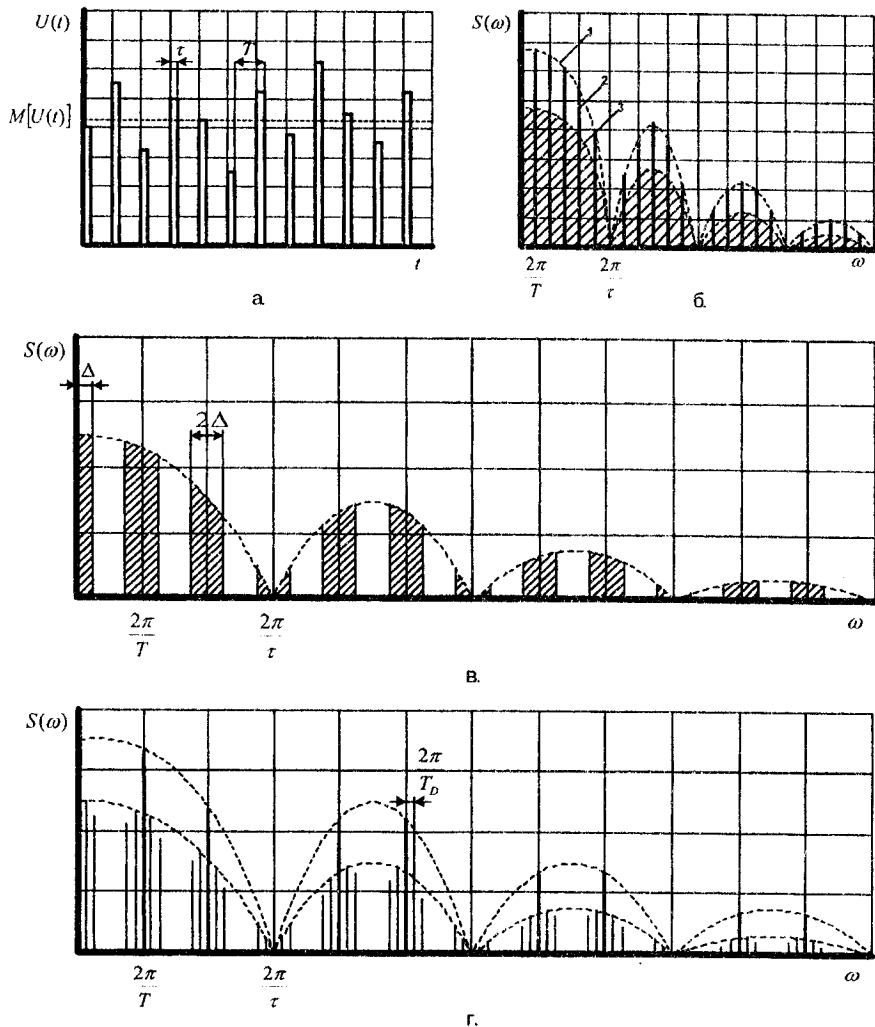 U(t)
τ
T
M[U(t)]
t
2π/T
2π/τ
а
S(ω)
1
2
3
ω
б.
S(ω)
Δ
2Δ
2π/T
2π/τ
ω
в.
S(ω)
2π/T_D
2π/T
2π/τ
ω
г.